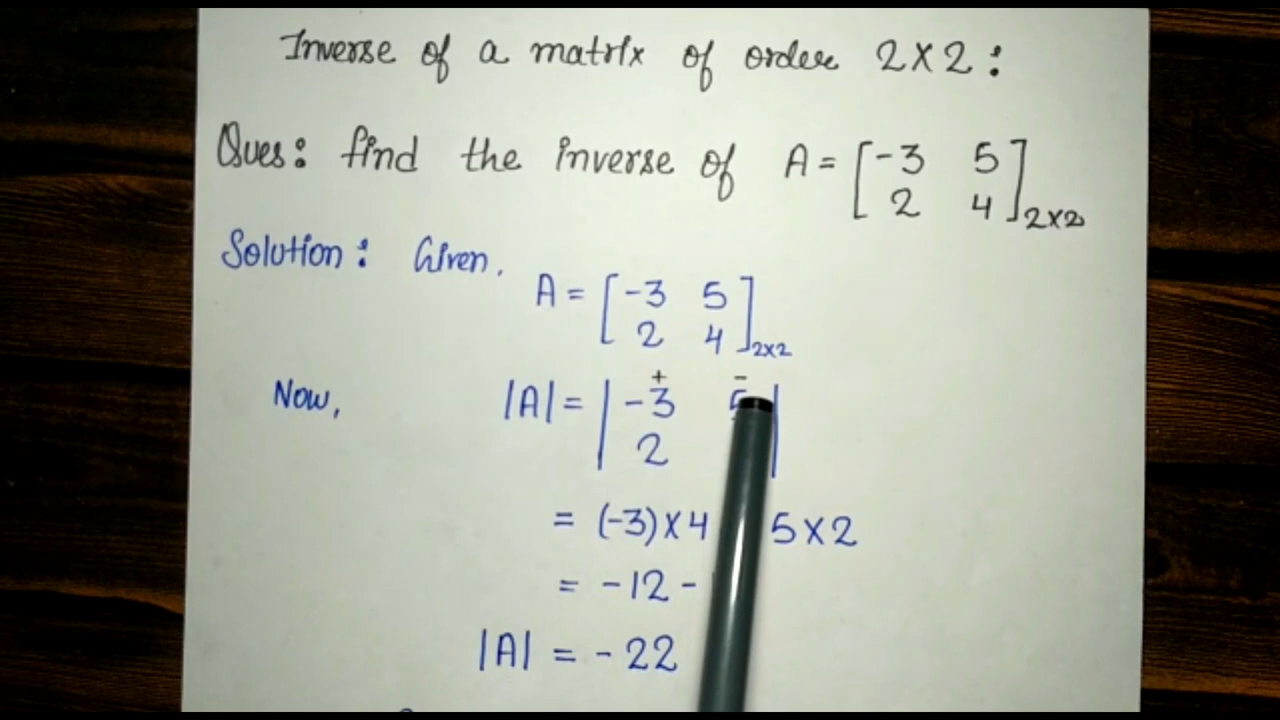 Inverse of a matrix of order 2×2 :
Ques : find the inverse of A = [ -3 5
2 4 ]2×2
Solution : Given,
A = [ -3 5
2 4 ]2×2
+ -
Now, |A| = | -3 5 |
2
= (-3)×4 5×2
= -12 -
|A| = -22